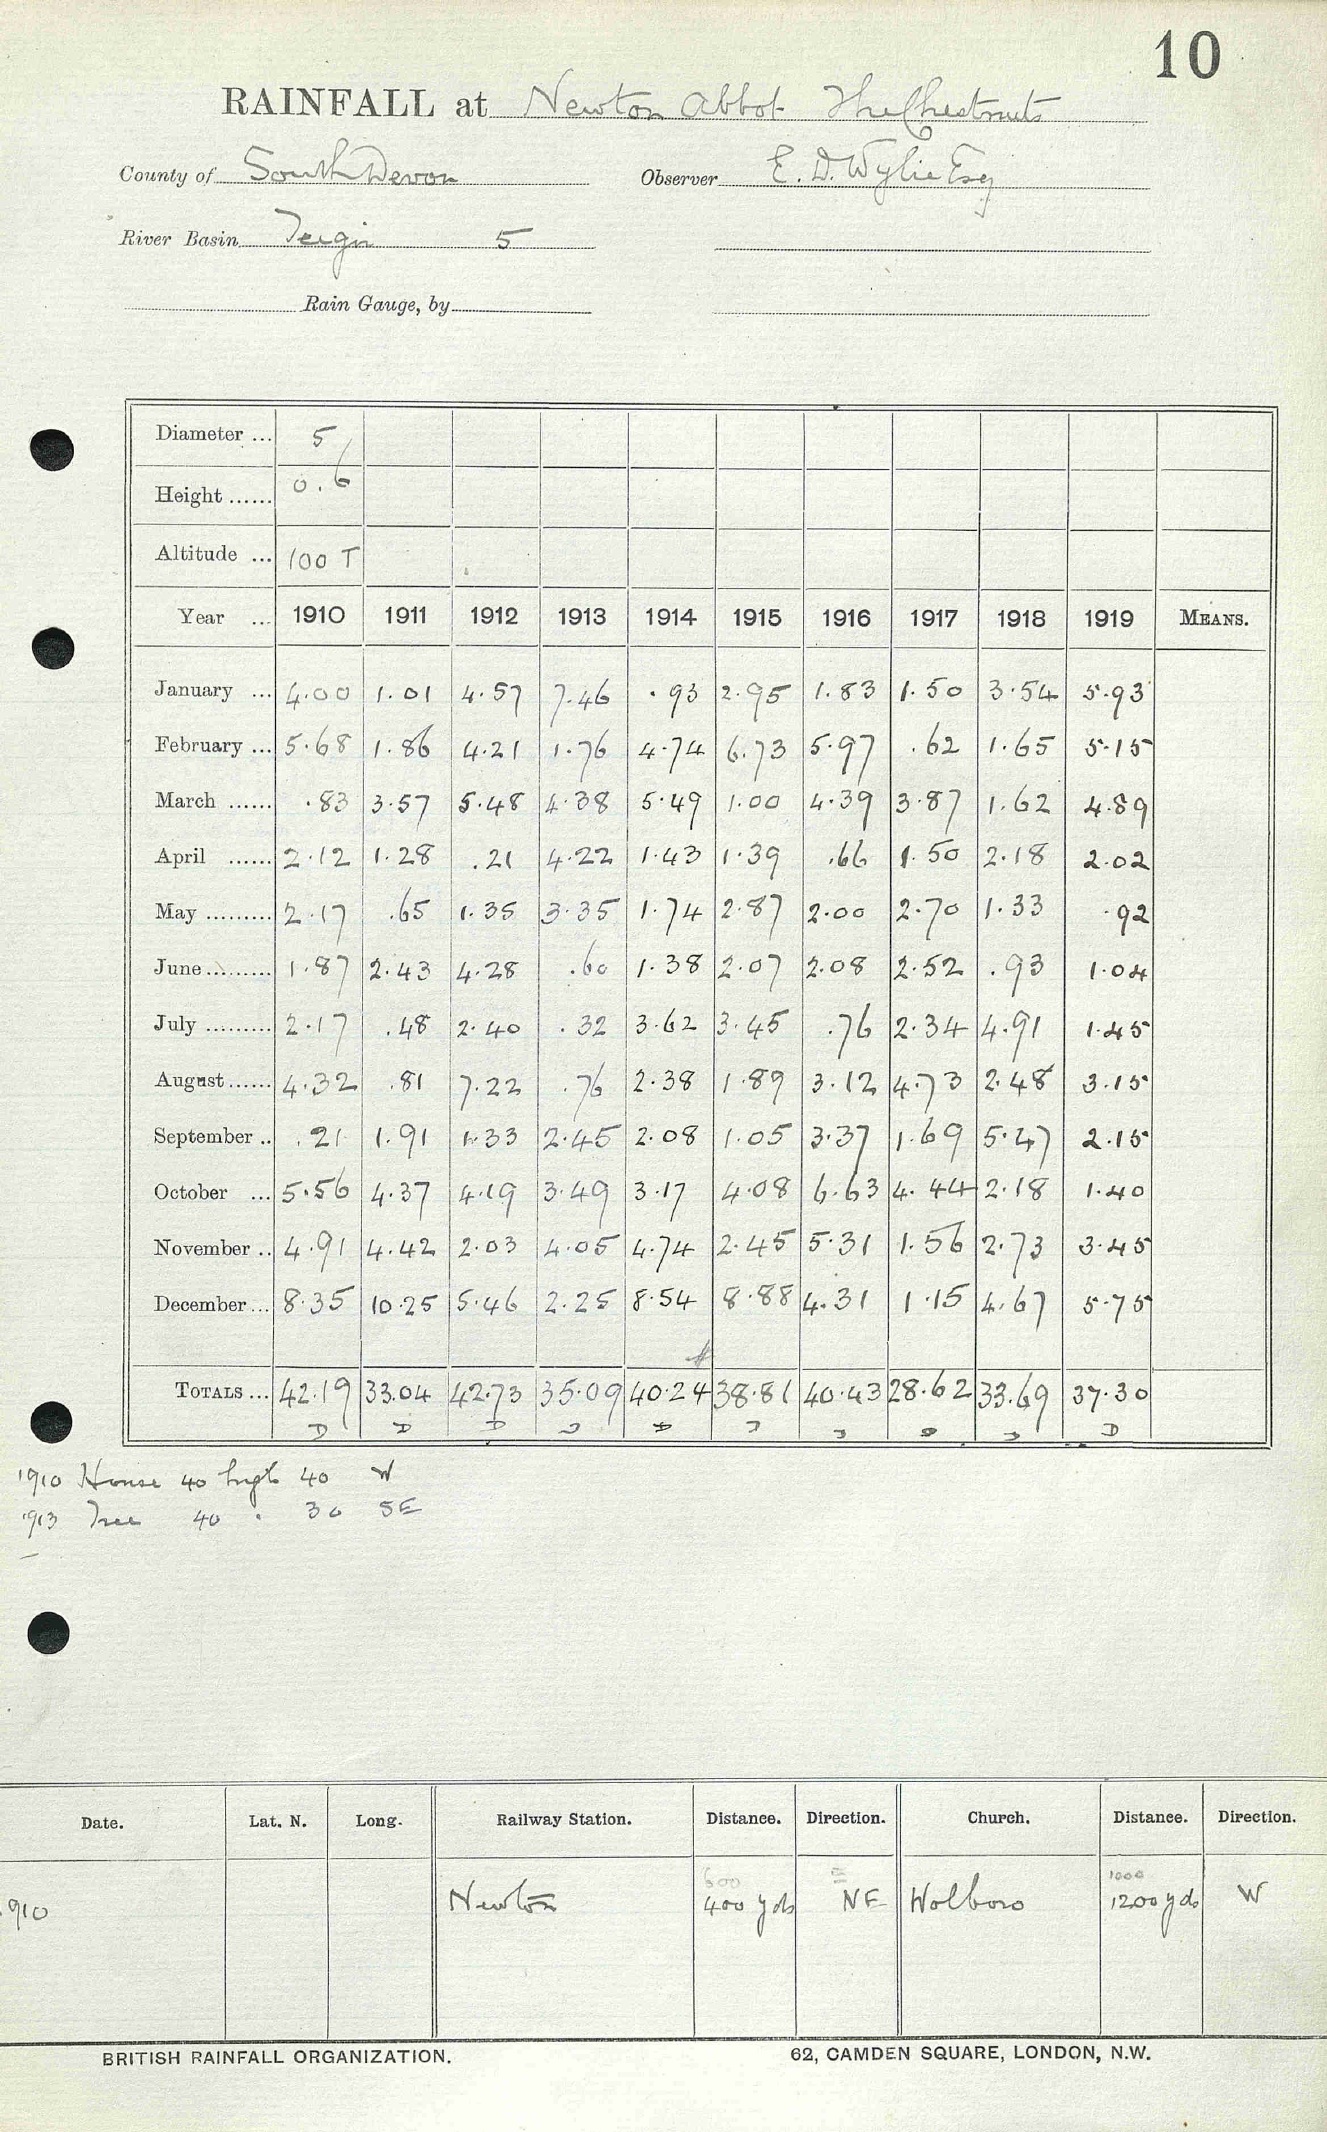 10
RAINFALL at Newton Abbot The Chestnuts
County of South Devon Observer E. D. Wylie Esq
River Basin Teign 5
Rain Gauge, by
Diameter ... 5
Height ...... 0.6
Altitude ... 100 T
Year ... 1910 1911 1912 1913 1914 1915 1916 1917 1918 1919 MEANS.
January ... 4.00 1.01 4.57 7.46 .93 2.95 1.83 1.50 3.54 5.93
February ... 5.68 1.86 4.21 1.76 4.74 6.73 5.97 .62 1.65 5.15
March ...... .83 3.57 5.48 4.38 5.49 1.00 4.39 3.87 1.62 4.89
April ...... 2.12 1.28 .21 4.22 1.43 1.39 .66 1.50 2.18 2.02
May ......... 2.17 .65 1.35 3.35 1.74 2.87 2.00 2.70 1.33 .92
June ......... 1.87 2.43 4.28 .60 1.38 2.07 2.08 2.52 .93 1.04
July ......... 2.17 .48 2.40 .32 3.62 3.45 .76 2.34 4.91 1.45
August ...... 4.32 .81 7.22 .76 2.38 1.89 3.12 4.73 2.48 3.15
September .. .21 1.91 1.33 2.45 2.08 1.05 3.37 1.69 5.47 2.15
October ... 5.56 4.37 4.19 3.49 3.17 4.08 6.63 4.44 2.18 1.40
November .. 4.91 4.42 2.03 4.05 4.74 2.45 5.31 1.56 2.73 3.45
December ... 8.35 10.25 5.46 2.25 8.54 8.88 4.31 1.15 4.67 5.75
TOTALS ... 42.19 33.04 42.73 35.09 40.24 38.81 40.43 28.62 33.69 37.30
D D D D D D D D D D
1910 House 40 hight 40 W
1913 Tree 40 " 30 SE
Date. Lat. N. Long. Railway Station. Distance. Direction. Church. Distance. Direction.
600 E 1000
1910 Newton 400 yds NE Wolboro 1200 yds W
BRITISH RAINFALL ORGANIZATION. 62, CAMDEN SQUARE, LONDON, N.W.